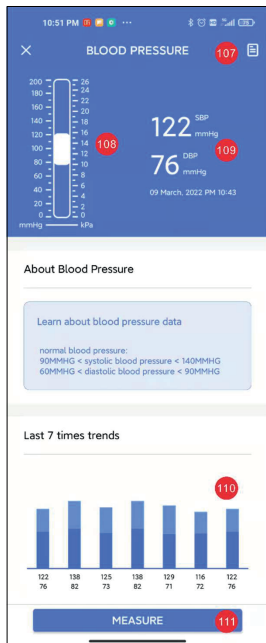 10:51 PM
BLOOD PRESSURE
107
200 26
24
180 22
160 20
140 18
120 16
100 14
108
80 12
10
60 8
40 6
4
20 2
0 0
mmHg kPa
122 SBP
mmHg
76 DBP
mmHg
109
09 March, 2022 PM 10:43
About Blood Pressure
Learn about blood pressure data
normal blood pressure:
90MMHG < systolic blood pressure < 140MMHG
60MMHG < diastolic blood pressure < 90MMHG
Last 7 times trends
110
122 138 125 138 129 116 122
76 82 73 82 71 72 76
MEASURE
111